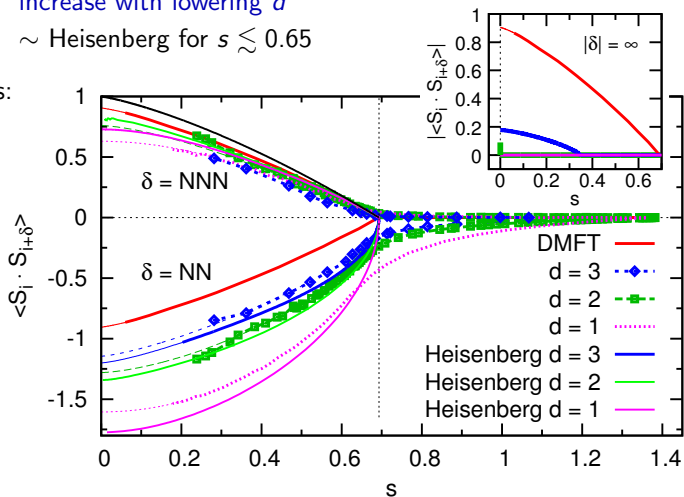 increase with lowering d
∼ Heisenberg for s ≲ 0.65
s:
1
0.5
0
-0.5
-1
-1.5
<S_i · S_{i+δ}>
δ = NNN
δ = NN
0
0.2
0.4
0.6
0.8
1
1.2
1.4
s
DMFT
d = 3
d = 2
d = 1
Heisenberg d = 3
Heisenberg d = 2
Heisenberg d = 1
1
0.8
0.6
0.4
0.2
0
|<S_i · S_{i+δ}>|
|δ| = ∞
0
0.2
0.4
0.6
s